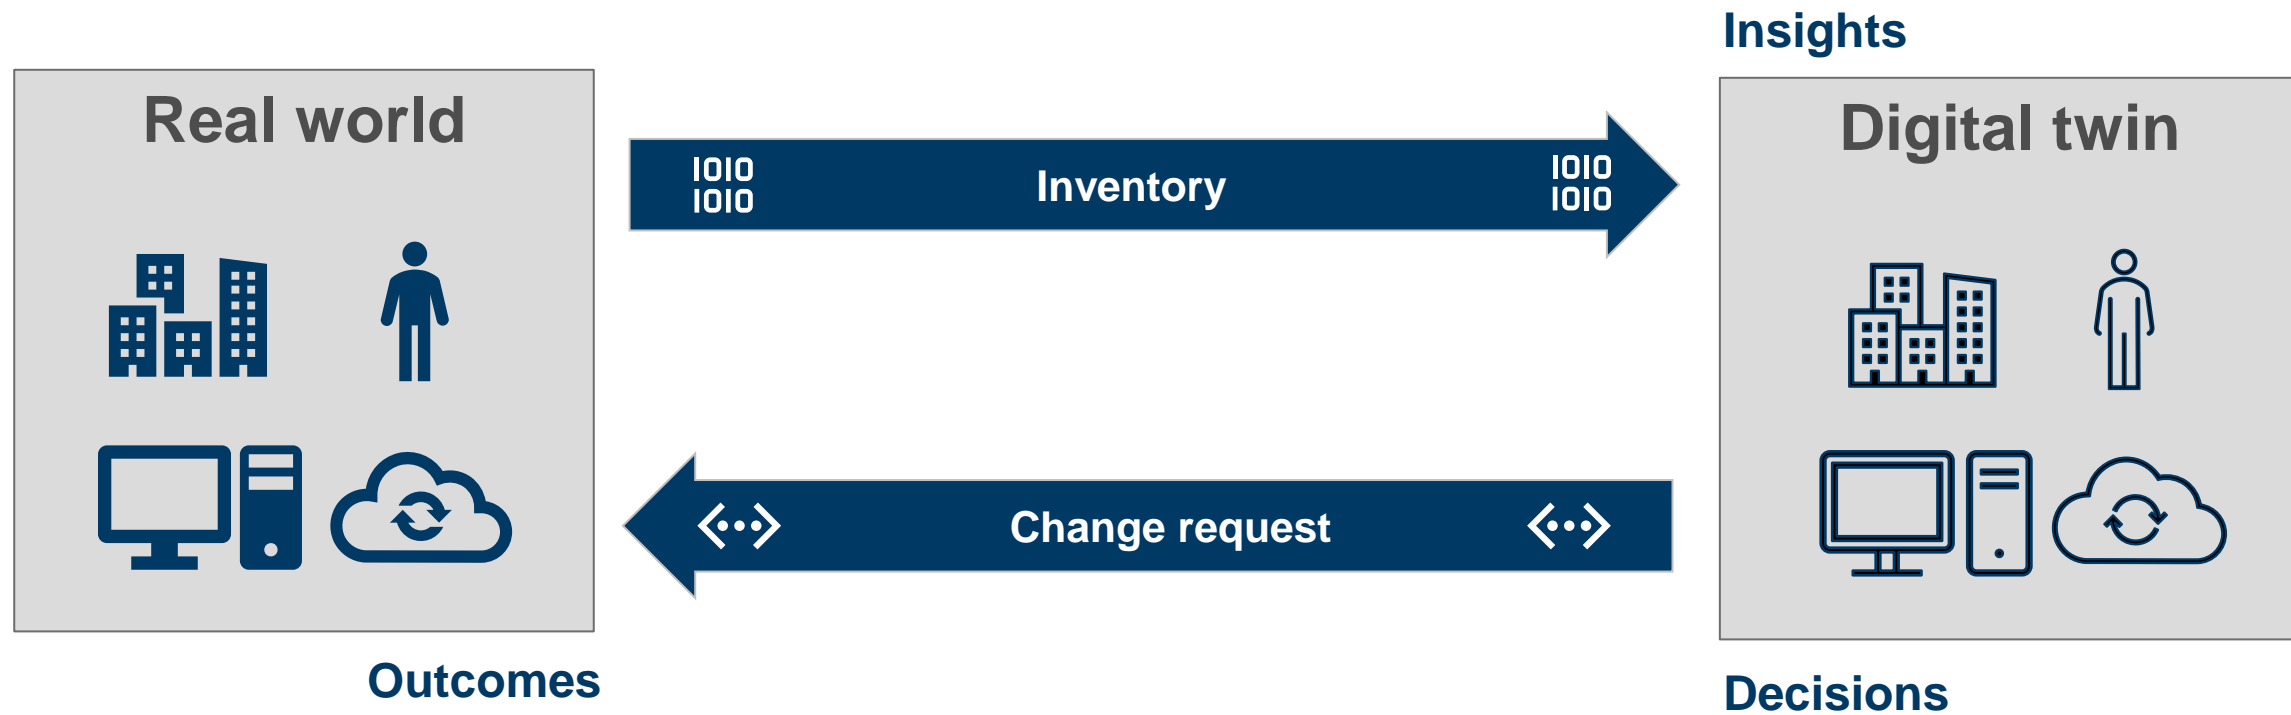 Insights
Real world
Digital twin
1010
1010
Inventory
1010
1010
Change request
Outcomes
Decisions